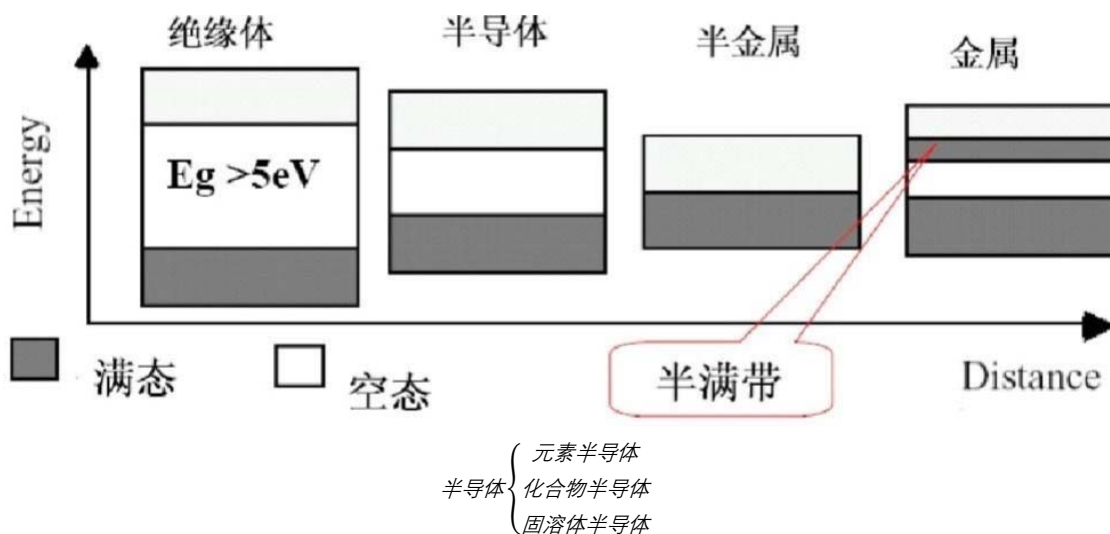 绝缘体
半导体
半金属
金属
Energy
Eg >5eV
满态
空态
半满带
Distance
元素半导体
半导体{化合物半导体
固溶体半导体